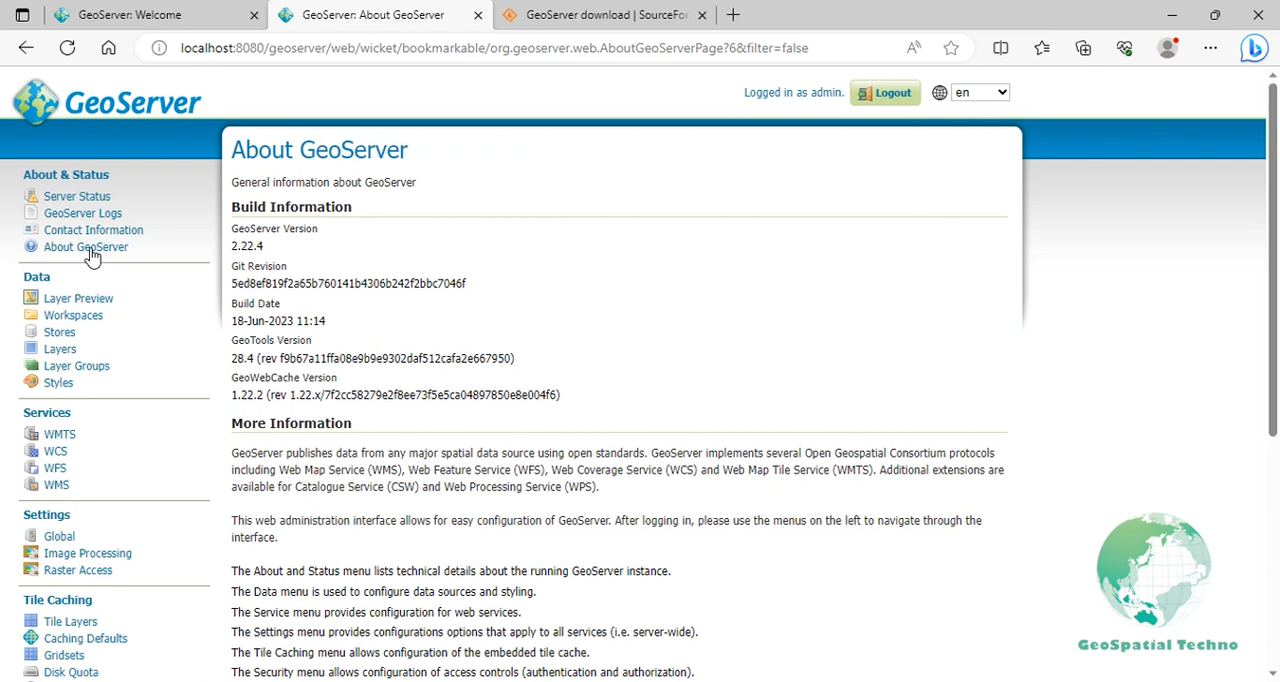 GeoServer: Welcome
GeoServer: About GeoServer
GeoServer download | SourceFor
localhost:8080/geoserver/web/wicket/bookmarkable/org.geoserver.web.AboutGeoServerPage?6&filter=false
GeoServer
Logged in as admin.
Logout
en
About & Status
Server Status
GeoServer Logs
Contact Information
About GeoServer
Data
Layer Preview
Workspaces
Stores
Layers
Layer Groups
Styles
Services
WMTS
WCS
WFS
WMS
Settings
Global
Image Processing
Raster Access
Tile Caching
Tile Layers
Caching Defaults
Gridsets
Disk Quota
About GeoServer
General information about GeoServer
Build Information
GeoServer Version
2.22.4
Git Revision
5ed8ef819f2a65b760141b4306b242f2bbc7046f
Build Date
18-Jun-2023 11:14
GeoTools Version
28.4 (rev f9b67a11ffa08e9b9e9302daf512cafa2e667950)
GeoWebCache Version
1.22.2 (rev 1.22.x/7f2cc58279e2f8ee73f5e5ca04897850e8e004f6)
More Information
GeoServer publishes data from any major spatial data source using open standards. GeoServer implements several Open Geospatial Consortium protocols
including Web Map Service (WMS), Web Feature Service (WFS), Web Coverage Service (WCS) and Web Map Tile Service (WMTS). Additional extensions are
available for Catalogue Service (CSW) and Web Processing Service (WPS).
This web administration interface allows for easy configuration of GeoServer. After logging in, please use the menus on the left to navigate through the
interface.
The About and Status menu lists technical details about the running GeoServer instance.
The Data menu is used to configure data sources and styling.
The Service menu provides configuration for web services.
The Settings menu provides configurations options that apply to all services (i.e. server-wide).
The Tile Caching menu allows configuration of the embedded tile cache.
The Security menu allows configuration of access controls (authentication and authorization).
GeoSpatial Techno